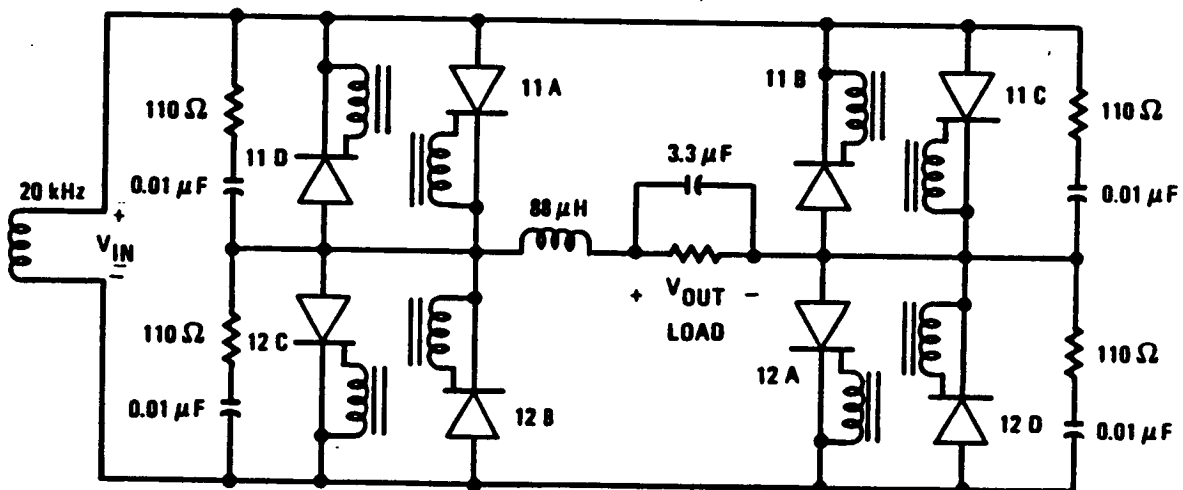 11 A
11 B
11 C
110 Ω
110 Ω
11 D
3.3 μF
20 kHz
0.01 μF
0.01 μF
88 μH
+
V_IN
−
+ V_OUT −
LOAD
110 Ω
12 C
110 Ω
12 A
0.01 μF
12 B
12 D
0.01 μF